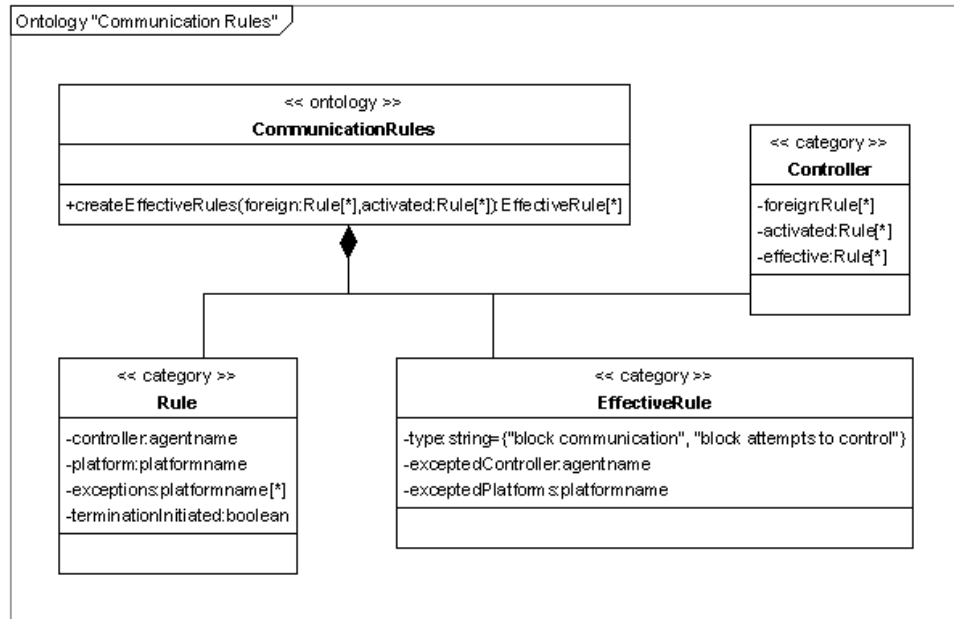 Ontology "Communication Rules"
<< ontology >>
CommunicationRules
+createEffectiveRules(foreign:Rule[*],activated:Rule[*]):EffectiveRule[*]
<< category >>
Controller
-foreign:Rule[*]
-activated:Rule[*]
-effective:Rule[*]
<< category >>
Rule
-controller:agentname
-platform:platformname
-exceptions:platformname[*]
-terminationInitiated:boolean
<< category >>
EffectiveRule
-type:string={"block communication", "block attempts to control"}
-exceptedController:agentname
-exceptedPlatforms:platformname